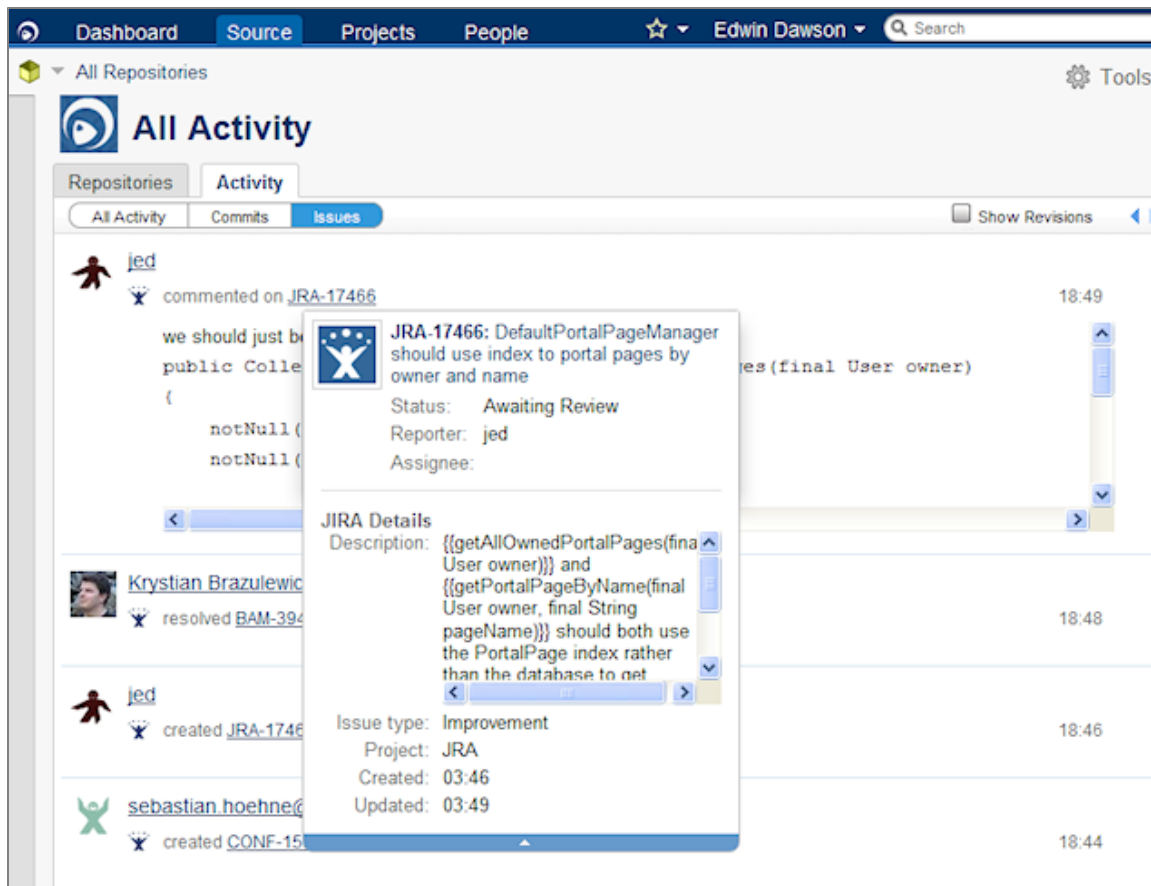 Dashboard Source Projects People Edwin Dawson Search
All Repositories
Tools
All Activity
Repositories Activity
All Activity Commits Issues Show Revisions
jed
commented on JRA-17466 18:49
we should just
public ges(final User owner)
{
notNull(
notNull(
JRA-17466: DefaultPortalPageManager
should use index to portal pages by
owner and name
Status: Awaiting Review
Reporter: jed
Assignee:
JIRA Details
Description: {{getAllOwnedPortalPages(fina
User owner)}} and
{{getPortalPageByName(final
User owner, final String
pageName)}} should both use
the PortalPage index rather
than the database to get
Issue type: Improvement
Project: JRA
Created: 03:46
Updated: 03:49
Krystian Brazulewic
resolved BAM-394 18:48
jed
created JRA-1746 18:46
sebastian.hoehne@
created CONF-15 18:44